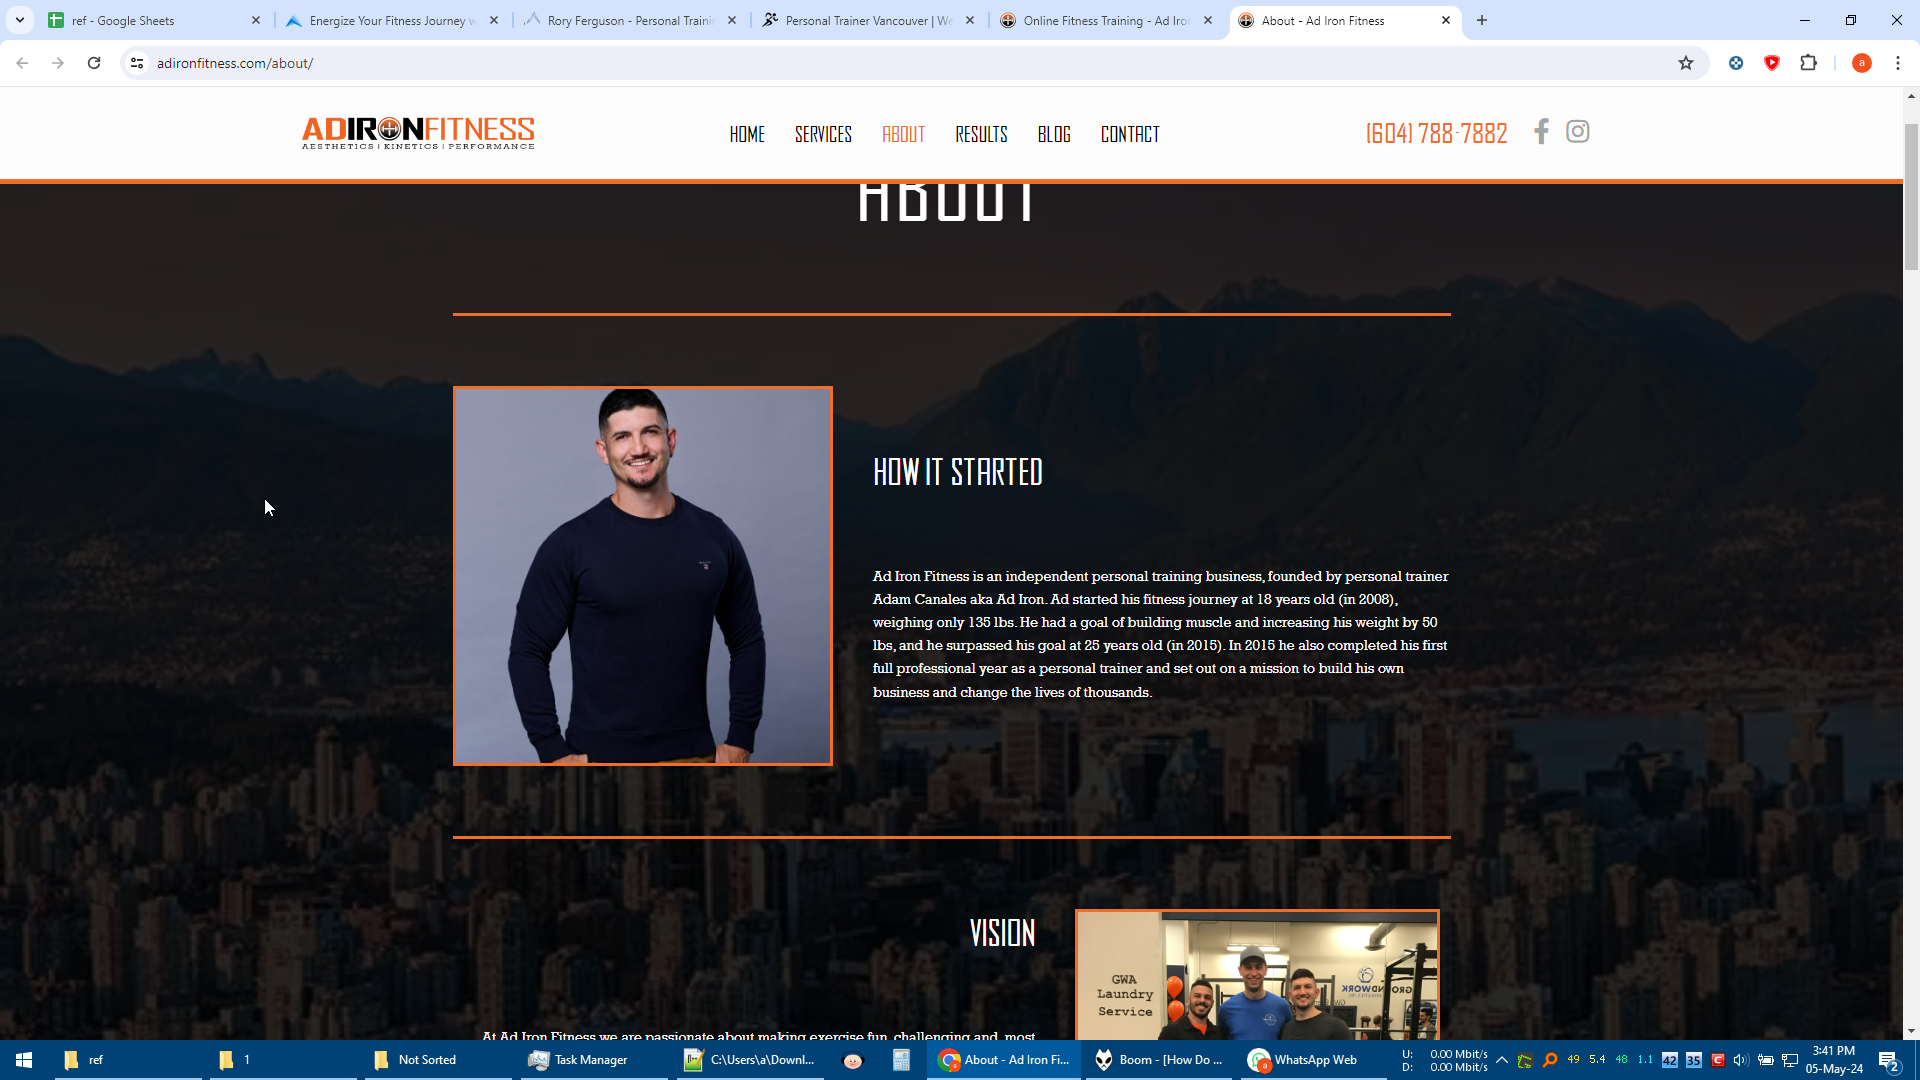 ref - Google Sheets
Energize Your Fitness Journey w
Rory Ferguson - Personal Traini
Personal Trainer Vancouver | We
Online Fitness Training - Ad Iron
About - Ad Iron Fitness
adironfitness.com/about/
a
ADIRONFITNESS
AESTHETICS | KINETICS | PERFORMANCE
HOME
SERVICES
ABOUT
RESULTS
BLOG
CONTACT
(604) 788-7882
ABOUT
HOW IT STARTED
Ad Iron Fitness is an independent personal training business, founded by personal trainer
Adam Canales aka Ad Iron. Ad started his fitness journey at 18 years old (in 2008),
weighing only 135 lbs. He had a goal of building muscle and increasing his weight by 50
lbs, and he surpassed his goal at 25 years old (in 2015). In 2015 he also completed his first
full professional year as a personal trainer and set out on a mission to build his own
business and change the lives of thousands.
VISION
At Ad Iron Fitness we are passionate about making exercise fun, challenging and, most
GWA
Laundry
Service
ref
1
Not Sorted
Task Manager
C:\Users\a\Downl...
About - Ad Iron Fi...
Boom - [How Do ...
WhatsApp Web
U: 0.00 Mbit/s
D: 0.00 Mbit/s
49 5.4 48 1.1 42 35
3:41 PM
05-May-24
2